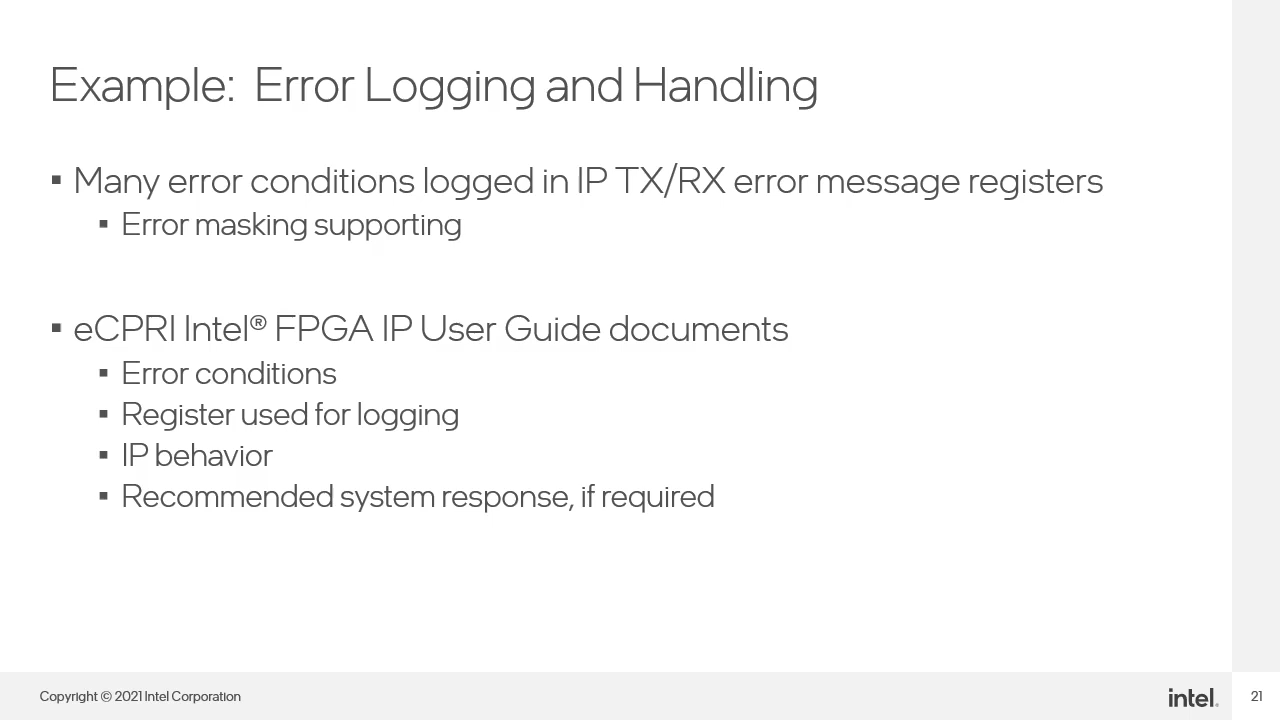 Example: Error Logging and Handling
▪ Many error conditions logged in IP TX/RX error message registers
▪ Error masking supporting
▪ eCPRI Intel® FPGA IP User Guide documents
▪ Error conditions
▪ Register used for logging
▪ IP behavior
▪ Recommended system response, if required
Copyright © 2021 Intel Corporation
intel.
21